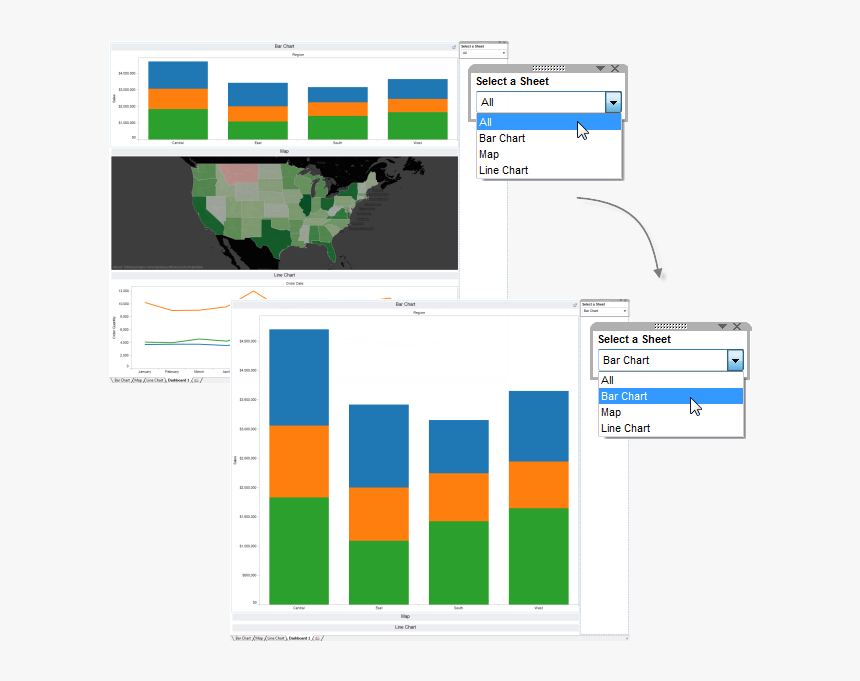 Bar Chart
Select a Sheet
All
Region
$4,000,000
$3,000,000
$2,000,000
$1,000,000
$0
Sales
Central
East
South
West
Select a Sheet
All
All
Bar Chart
Map
Line Chart
Map
Line Chart
Order Date
12,000
10,000
8,000
6,000
4,000
2,000
0
Order Quantity
January
February
March
Bar Chart
Map
Line Chart
Dashboard 1
Bar Chart
Select a Sheet
Bar Chart
Region
$4,500,000
$4,000,000
$3,500,000
$3,000,000
$2,500,000
$2,000,000
$1,500,000
$1,000,000
$500,000
$0
Sales
Central
East
South
West
Select a Sheet
Bar Chart
All
Bar Chart
Map
Line Chart
Map
Line Chart
Bar Chart
Map
Line Chart
Dashboard 1